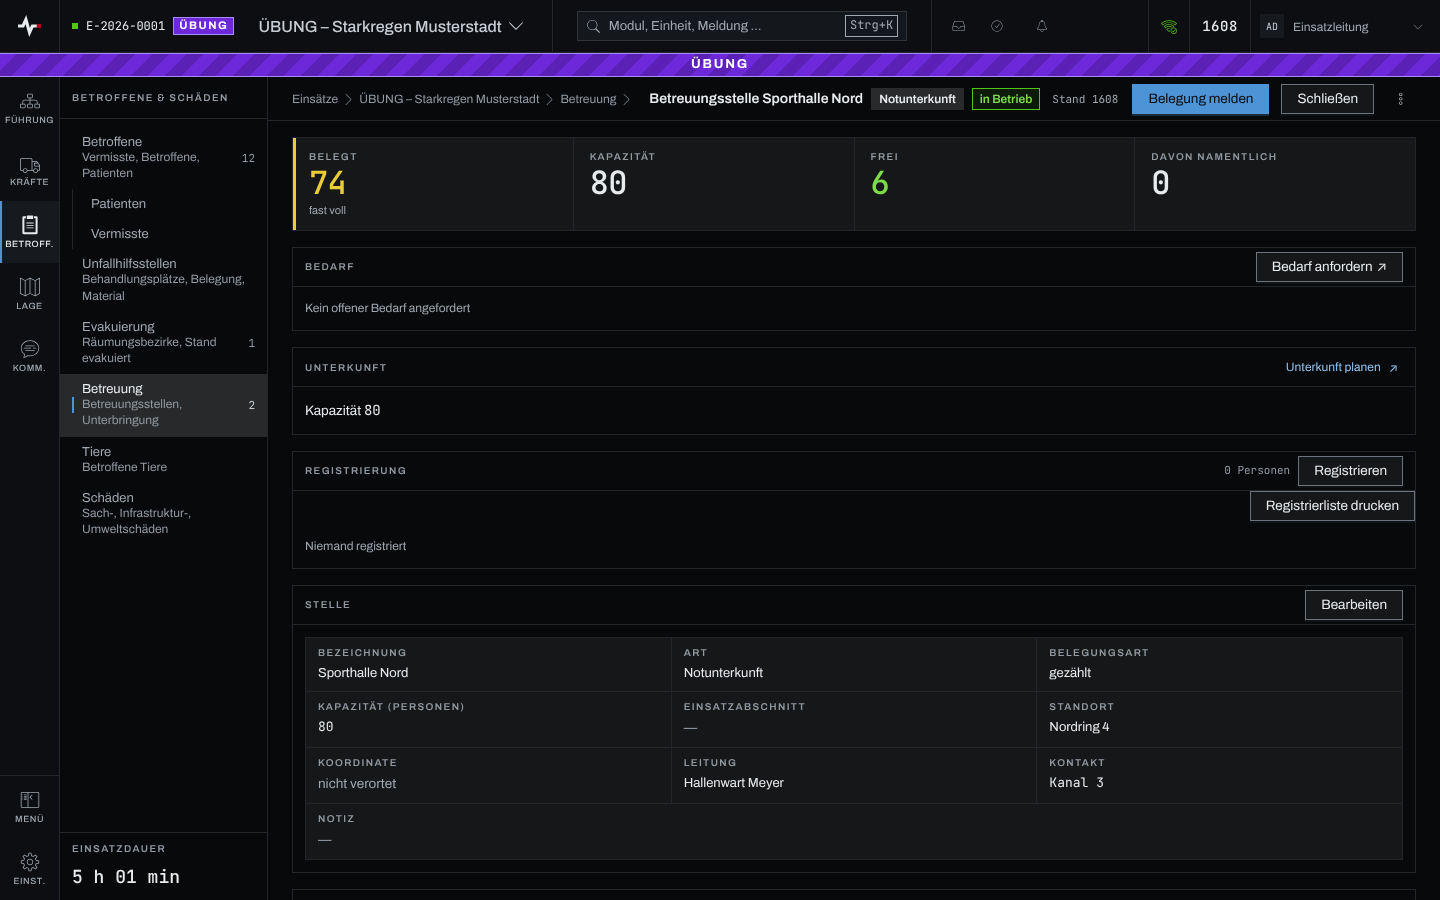 E-2026-0001 ÜBUNG ÜBUNG – Starkregen Musterstadt Modul, Einheit, Meldung ... Strg+K 1608 AD Einsatzleitung
ÜBUNG
FÜHRUNG
KRÄFTE
BETROFF.
LAGE
KOMM.
MENÜ
EINST.
BETROFFENE & SCHÄDEN
Betroffene
Vermisste, Betroffene, 12
Patienten
Patienten
Vermisste
Unfallhilfsstellen
Behandlungsplätze, Belegung,
Material
Evakuierung
Räumungsbezirke, Stand 1
evakuiert
Betreuung
Betreuungsstellen, 2
Unterbringung
Tiere
Betroffene Tiere
Schäden
Sach-, Infrastruktur-,
Umweltschäden
EINSATZDAUER
5 h 01 min
Einsätze ÜBUNG – Starkregen Musterstadt Betreuung Betreuungsstelle Sporthalle Nord Notunterkunft in Betrieb Stand 1608 Belegung melden Schließen
BELEGT
74
fast voll
KAPAZITÄT
80
FREI
6
DAVON NAMENTLICH
0
BEDARF Bedarf anfordern
Kein offener Bedarf angefordert
UNTERKUNFT Unterkunft planen
Kapazität 80
REGISTRIERUNG 0 Personen Registrieren
Registrierliste drucken
Niemand registriert
STELLE Bearbeiten
BEZEICHNUNG
Sporthalle Nord
ART
Notunterkunft
BELEGUNGSART
gezählt
KAPAZITÄT (PERSONEN)
80
EINSATZABSCHNITT
—
STANDORT
Nordring 4
KOORDINATE
nicht verortet
LEITUNG
Hallenwart Meyer
KONTAKT
Kanal 3
NOTIZ
—